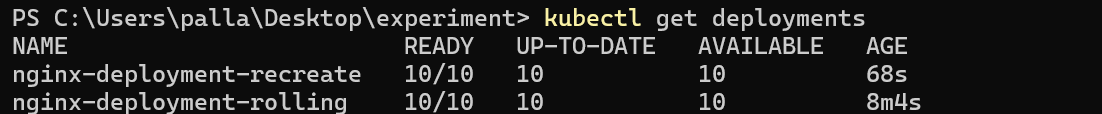 PS C:\Users\palla\Desktop\experiment> kubectl get deployments
NAME                        READY   UP-TO-DATE   AVAILABLE   AGE
nginx-deployment-recreate   10/10   10           10          68s
nginx-deployment-rolling    10/10   10           10          8m4s